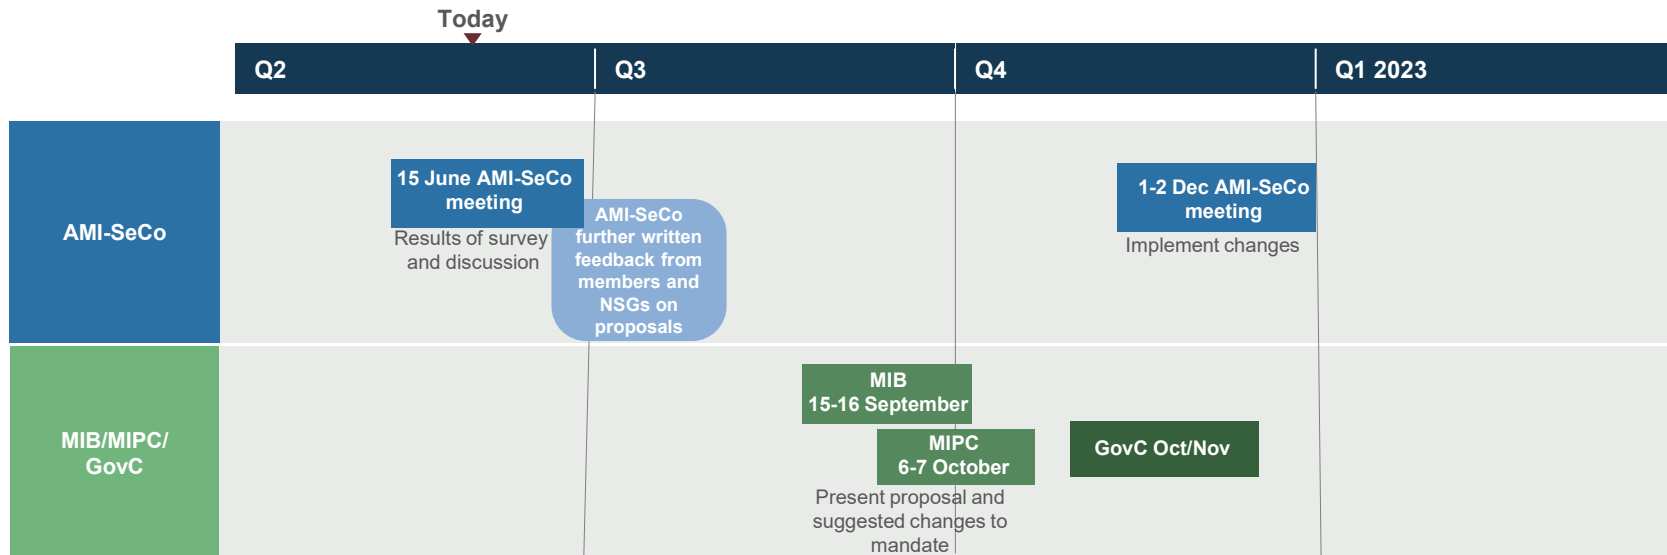 Today
Q2
Q3
Q4
Q1 2023
AMI-SeCo
15 June AMI-SeCo
meeting
Results of survey
and discussion
AMI-SeCo
further written
feedback from
members and
NSGs on
proposals
1-2 Dec AMI-SeCo
meeting
Implement changes
MIB/MIPC/
GovC
MIB
15-16 September
MIPC
6-7 October
Present proposal and
suggested changes to
mandate
GovC Oct/Nov